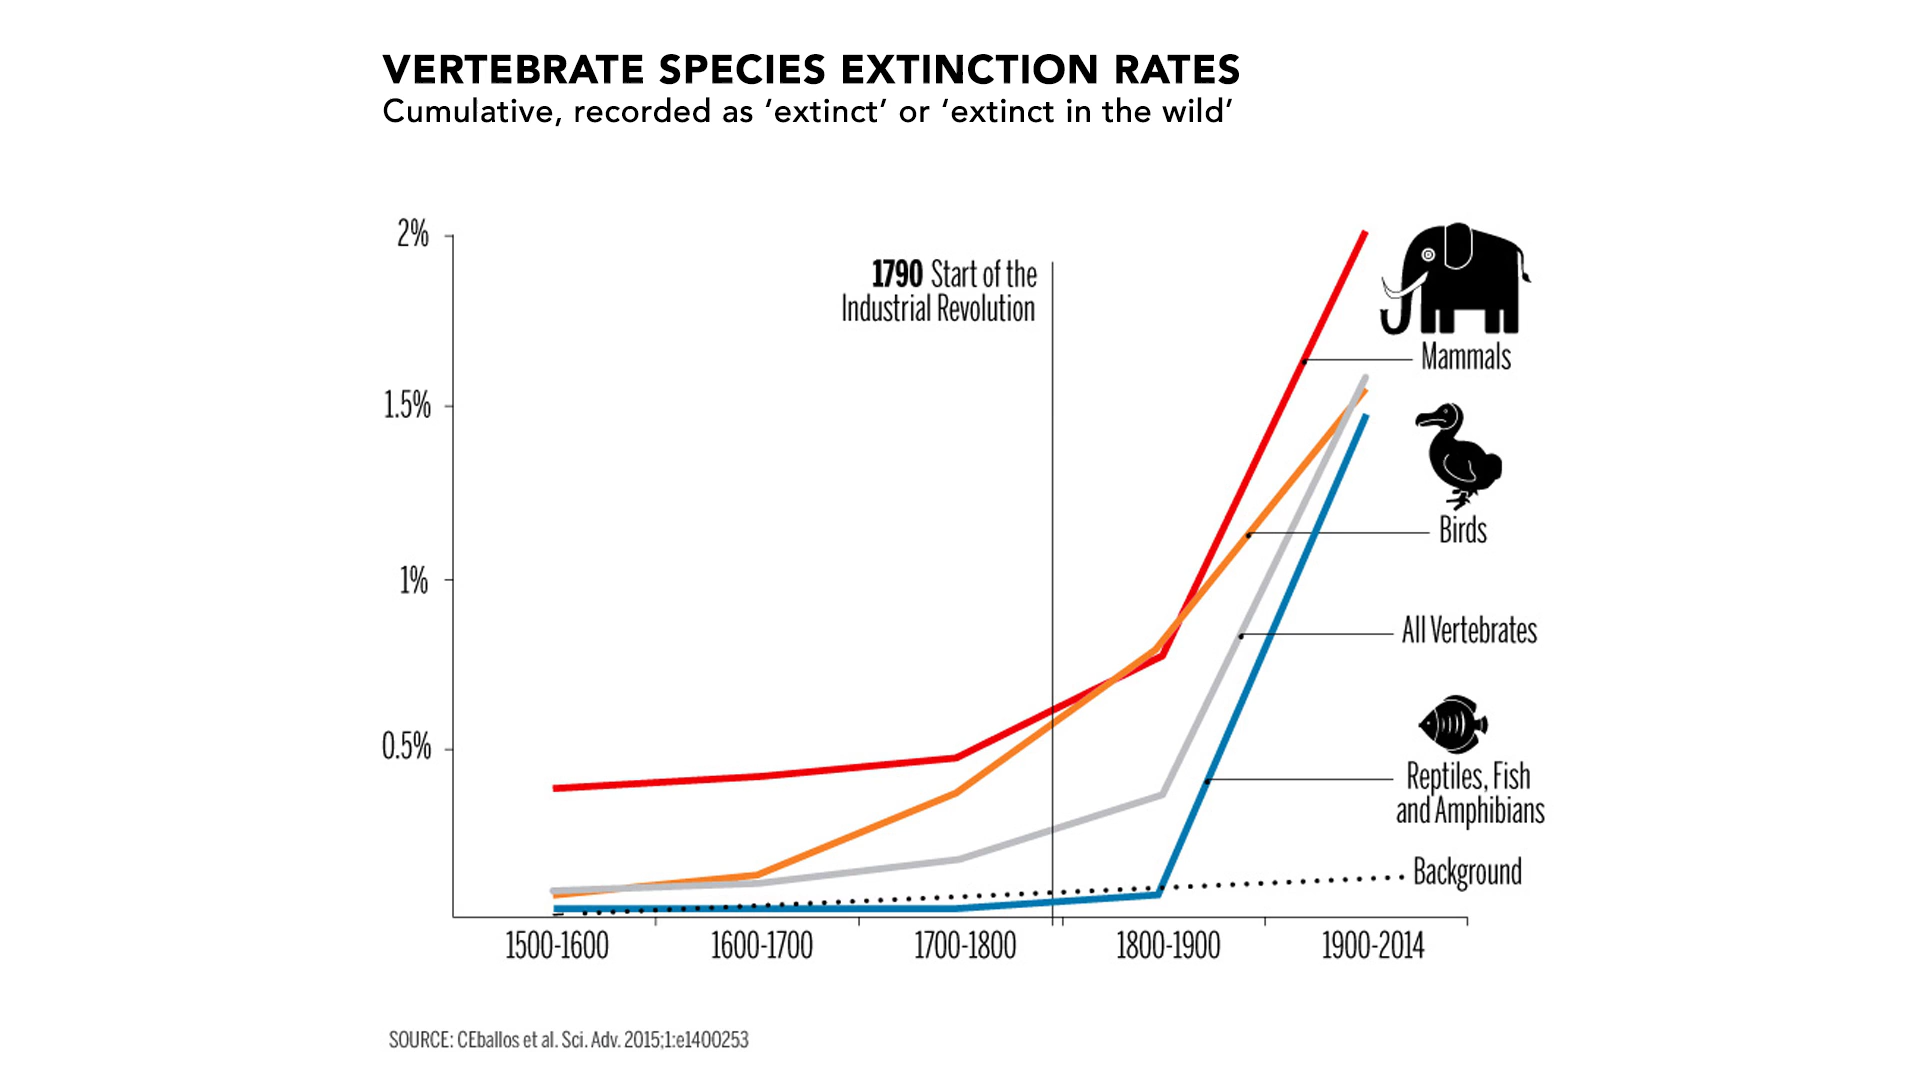 VERTEBRATE SPECIES EXTINCTION RATES
Cumulative, recorded as ‘extinct’ or ‘extinct in the wild’
2%
1.5%
1%
0.5%
1790 Start of the
Industrial Revolution
Mammals
Birds
All Vertebrates
Reptiles, Fish
and Amphibians
Background
1500-1600
1600-1700
1700-1800
1800-1900
1900-2014
SOURCE: CEballos et al. Sci. Adv. 2015;1:e1400253